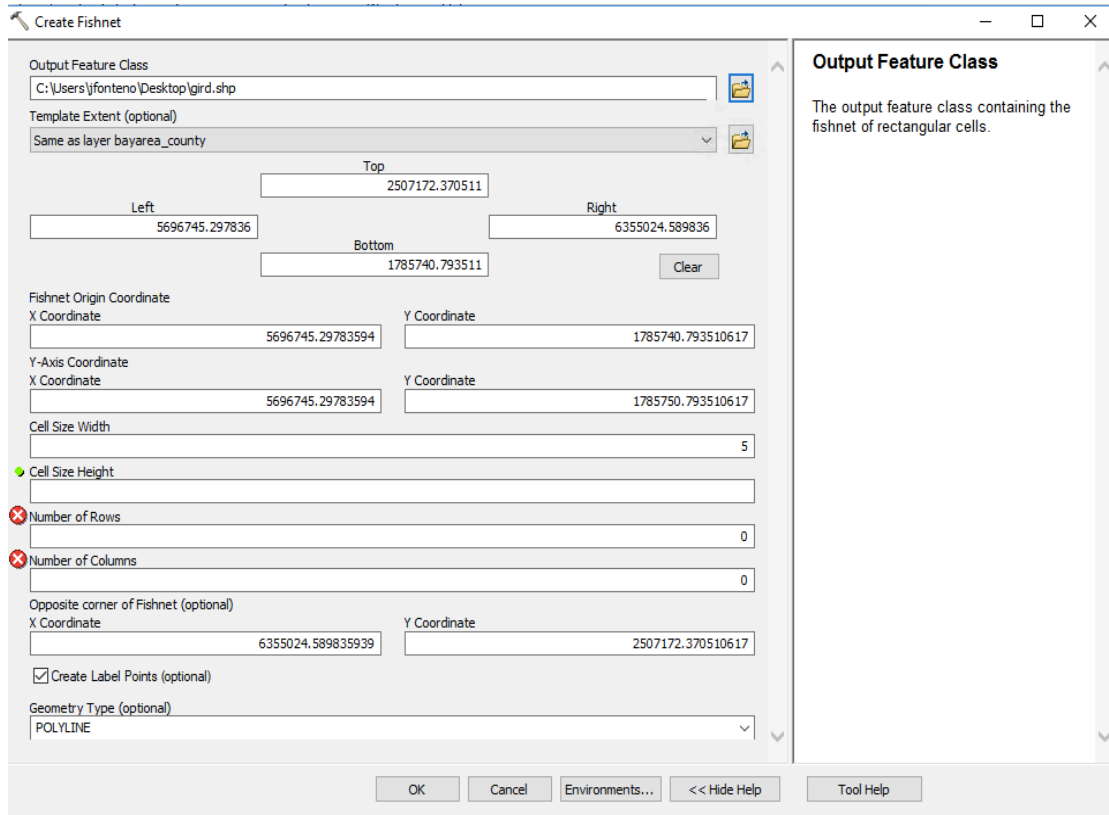 Create Fishnet
Output Feature Class
C:\Users\jfonteno\Desktop\gird.shp
Template Extent (optional)
Same as layer bayarea_county
Top
2507172.370511
Left Right
5696745.297836 6355024.589836
Bottom
1785740.793511
Clear
Fishnet Origin Coordinate
X Coordinate Y Coordinate
5696745.29783594 1785740.793510617
Y-Axis Coordinate
X Coordinate Y Coordinate
5696745.29783594 1785750.793510617
Cell Size Width
5
Cell Size Height
Number of Rows
0
Number of Columns
0
Opposite corner of Fishnet (optional)
X Coordinate Y Coordinate
6355024.589835939 2507172.370510617
Create Label Points (optional)
Geometry Type (optional)
POLYLINE
OK Cancel Environments... << Hide Help Tool Help
Output Feature Class
The output feature class containing the
fishnet of rectangular cells.